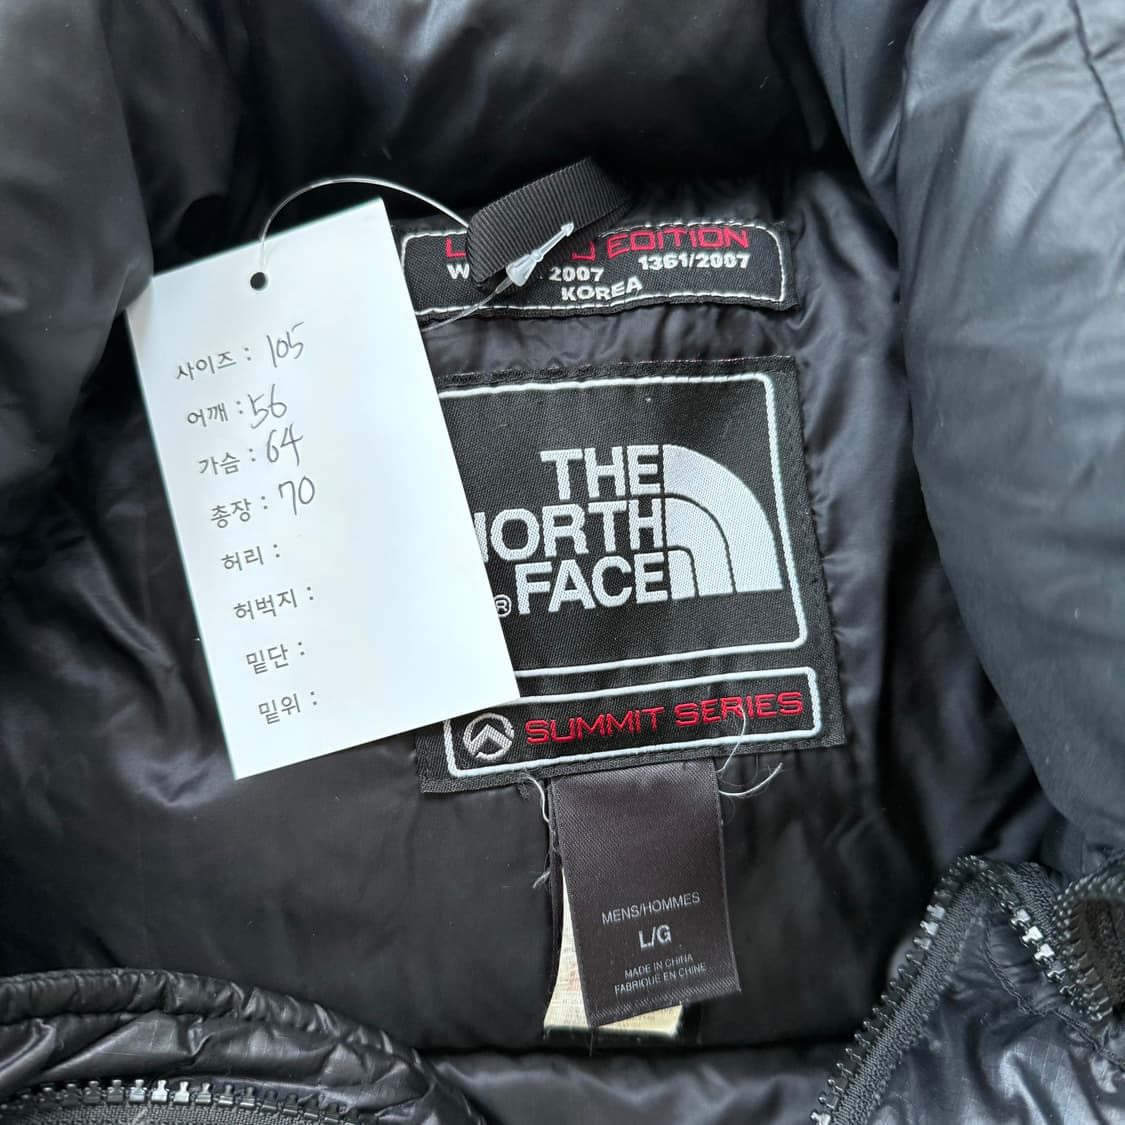 사이즈 : 105
어깨 : 56
가슴 : 64
총장 : 70
허리 :
허벅지 :
밑단 :
밑위 :
EDITION
2007 1361/2007
KOREA
THE
NORTH
FACE
®
SUMMIT SERIES
MENS/HOMMES
L/G
MADE IN CHINA
FABRIQUÉ EN CHINE